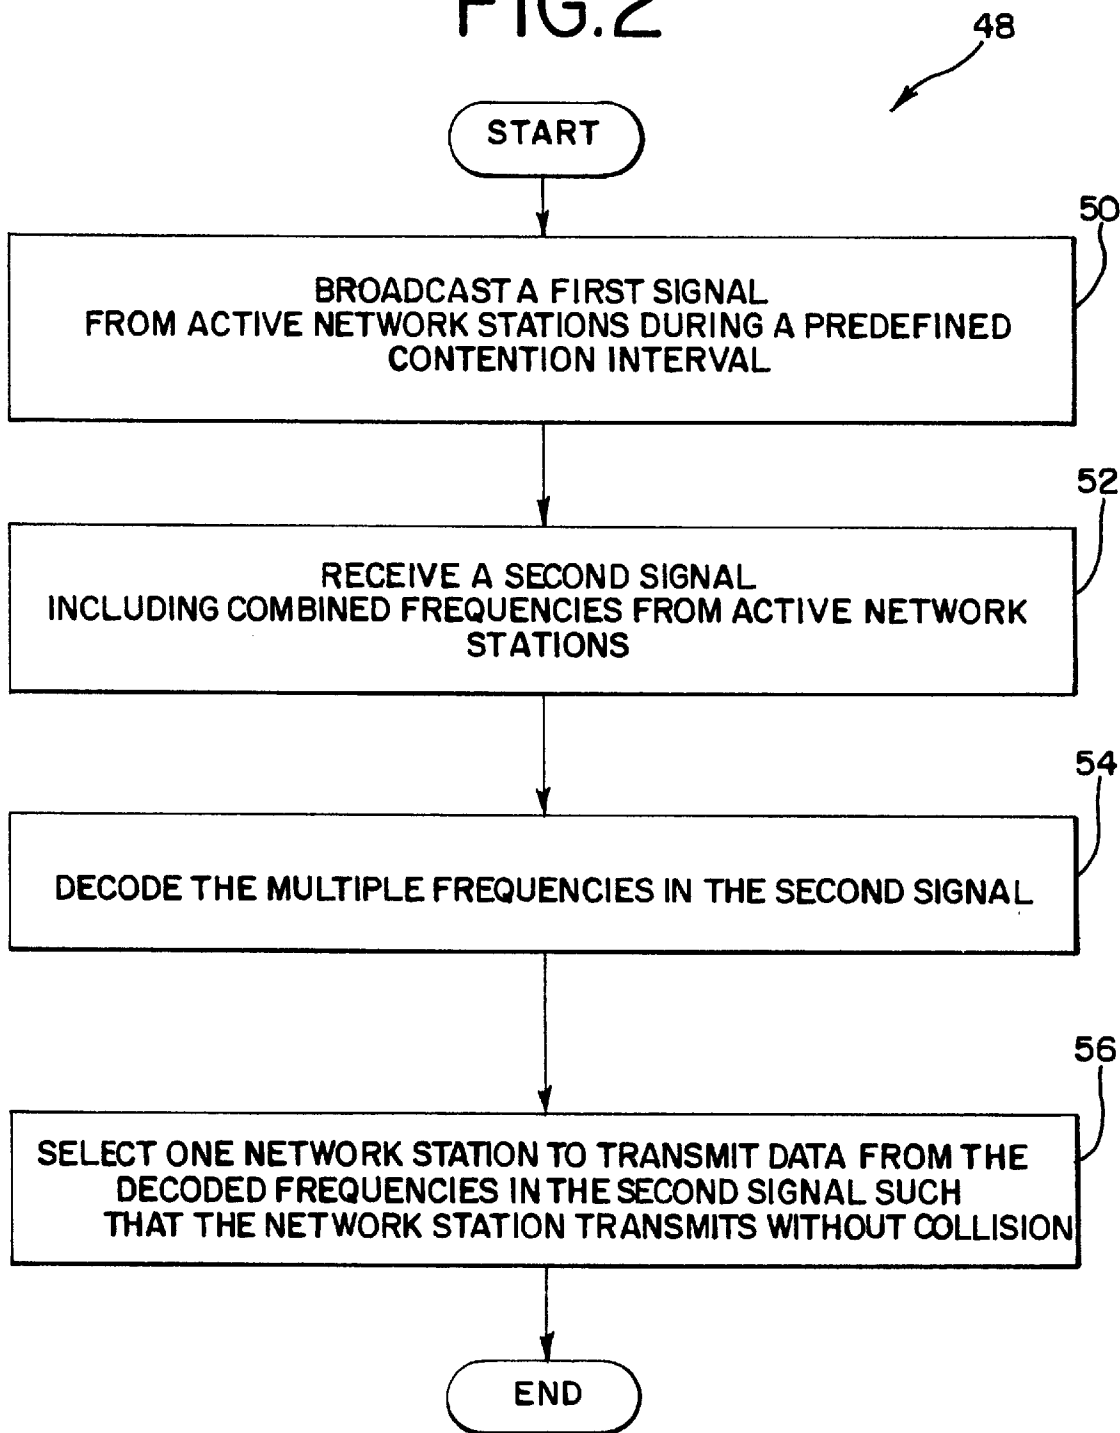 FIG.2
48
START
50
BROADCAST A FIRST SIGNAL
FROM ACTIVE NETWORK STATIONS DURING A PREDEFINED
CONTENTION INTERVAL
52
RECEIVE A SECOND SIGNAL
INCLUDING COMBINED FREQUENCIES FROM ACTIVE NETWORK
STATIONS
54
DECODE THE MULTIPLE FREQUENCIES IN THE SECOND SIGNAL
56
SELECT ONE NETWORK STATION TO TRANSMIT DATA FROM THE
DECODED FREQUENCIES IN THE SECOND SIGNAL SUCH
THAT THE NETWORK STATION TRANSMITS WITHOUT COLLISION
END